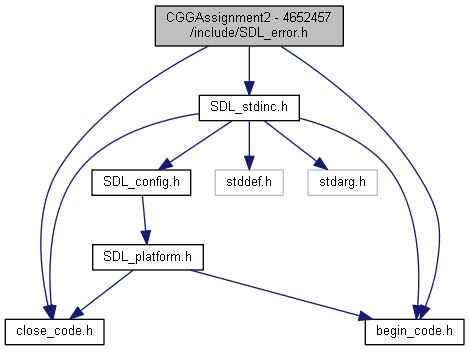 CGGAssignment2 - 4652457
/include/SDL_error.h
SDL_stdinc.h
SDL_config.h
stddef.h
stdarg.h
SDL_platform.h
close_code.h
begin_code.h